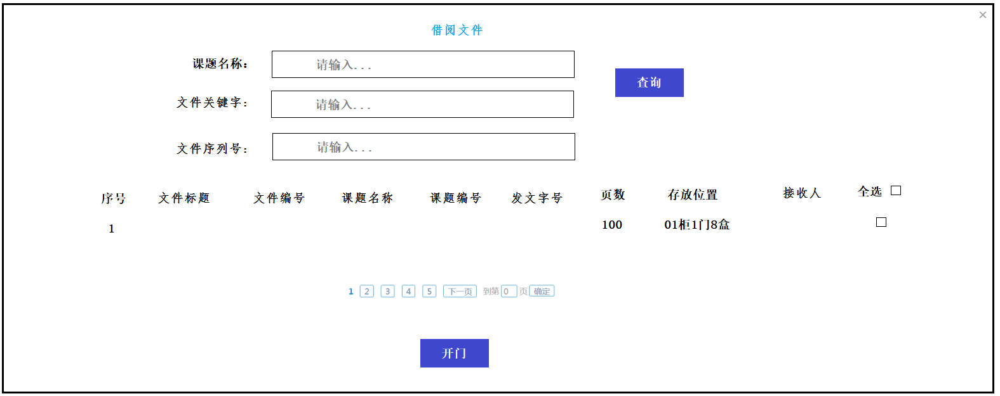 ×
借阅文件
课题名称： 请输入...
查询
文件关键字： 请输入...
文件序列号： 请输入...
序号 文件标题 文件编号 课题名称 课题编号 发文字号 页数 存放位置 接收人 全选
1 100 01柜1门8盒
1 2 3 4 5 下一页 到第 0 页 确定
开门